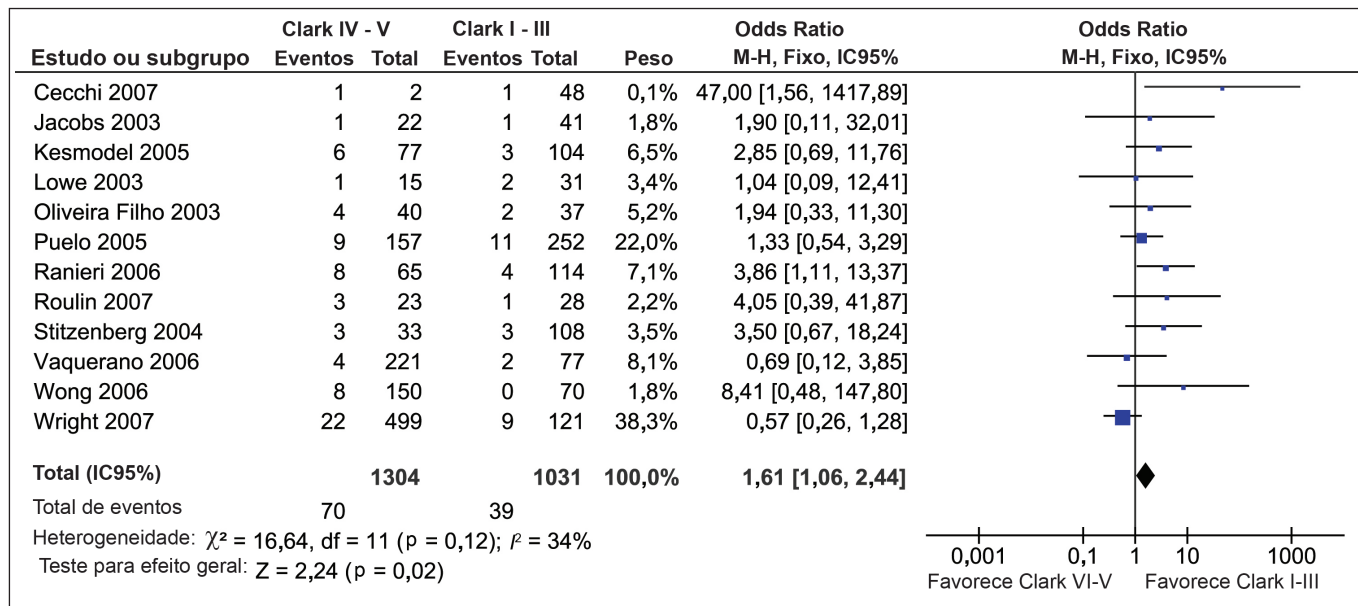 Clark IV - V Clark I - III Odds Ratio Odds Ratio
Estudo ou subgrupo Eventos Total Eventos Total Peso M-H, Fixo, IC95% M-H, Fixo, IC95%
Cecchi 2007 1 2 1 48 0,1% 47,00 [1,56, 1417,89]
Jacobs 2003 1 22 1 41 1,8% 1,90 [0,11, 32,01]
Kesmodel 2005 6 77 3 104 6,5% 2,85 [0,69, 11,76]
Lowe 2003 1 15 2 31 3,4% 1,04 [0,09, 12,41]
Oliveira Filho 2003 4 40 2 37 5,2% 1,94 [0,33, 11,30]
Puelo 2005 9 157 11 252 22,0% 1,33 [0,54, 3,29]
Ranieri 2006 8 65 4 114 7,1% 3,86 [1,11, 13,37]
Roulin 2007 3 23 1 28 2,2% 4,05 [0,39, 41,87]
Stitzenberg 2004 3 33 3 108 3,5% 3,50 [0,67, 18,24]
Vaquerano 2006 4 221 2 77 8,1% 0,69 [0,12, 3,85]
Wong 2006 8 150 0 70 1,8% 8,41 [0,48, 147,80]
Wright 2007 22 499 9 121 38,3% 0,57 [0,26, 1,28]
Total (IC95%) 1304 1031 100,0% 1,61 [1,06, 2,44]
Total de eventos 70 39
Heterogeneidade: χ² = 16,64, df = 11 (p = 0,12); I² = 34%
Teste para efeito geral: Z = 2,24 (p = 0,02)
0,001 0,1 1 10 1000
Favorece Clark VI-V Favorece Clark I-III